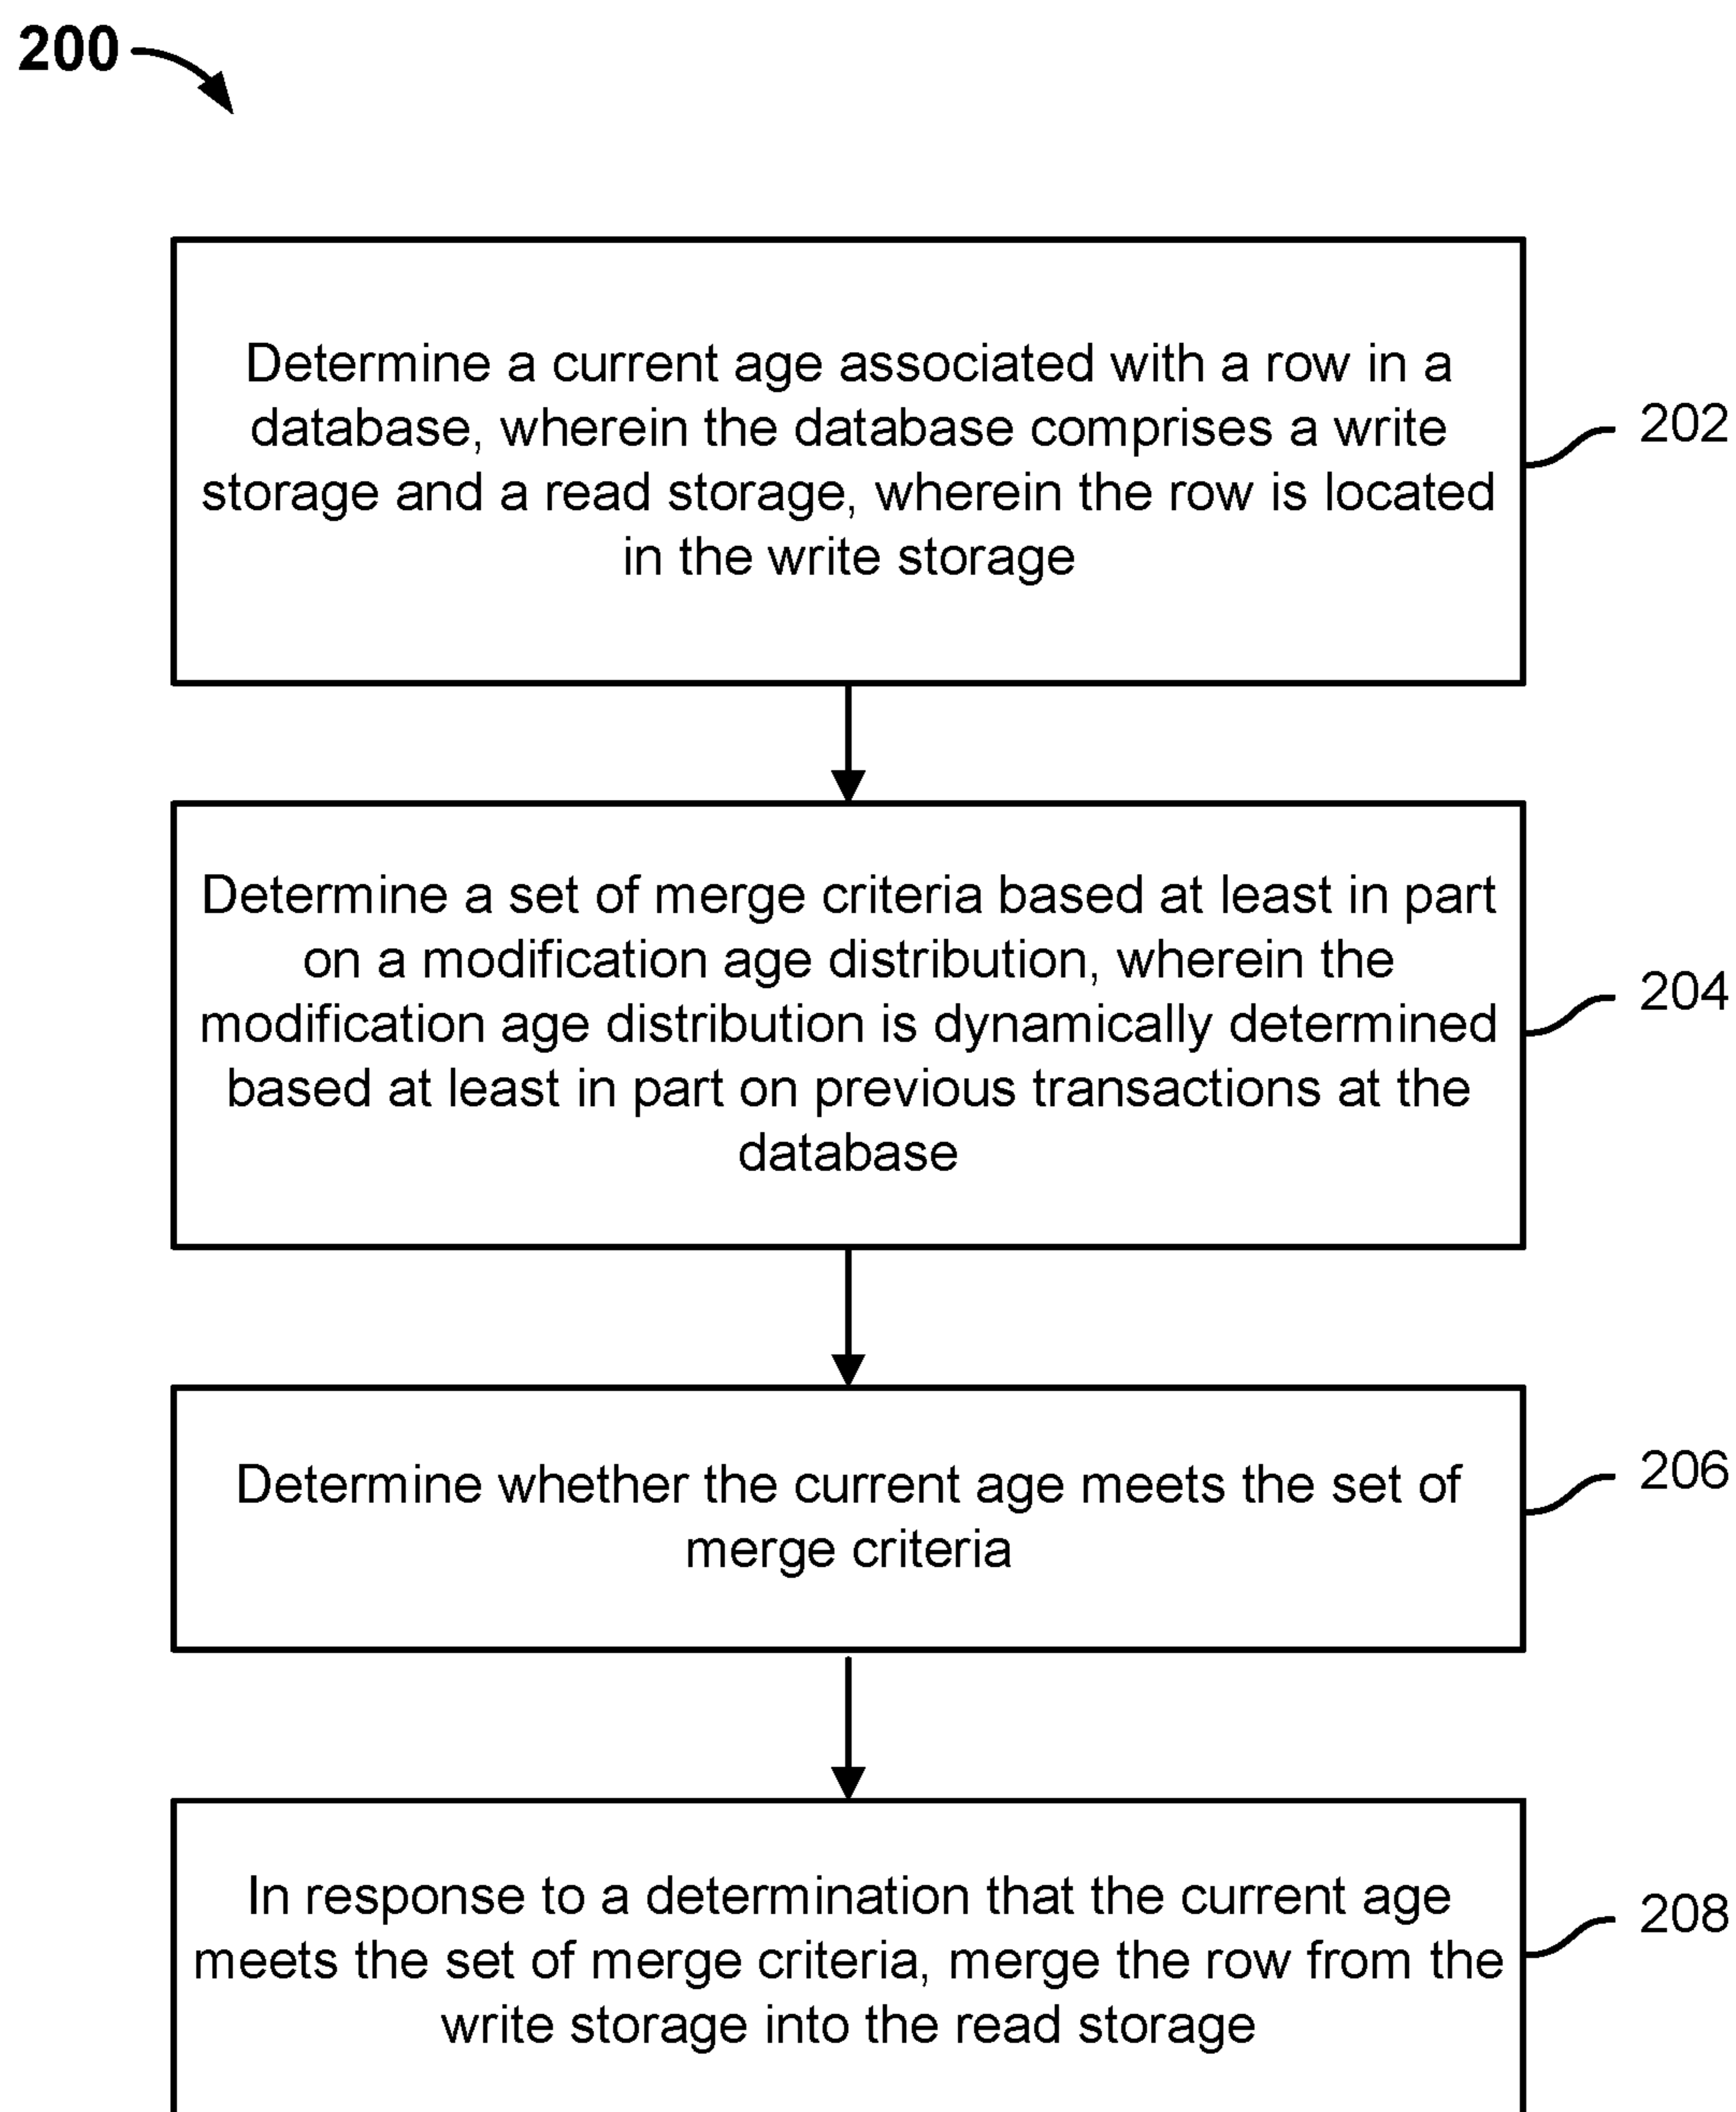 200
Determine a current age associated with a row in a
database, wherein the database comprises a write
storage and a read storage, wherein the row is located
in the write storage
202
Determine a set of merge criteria based at least in part
on a modification age distribution, wherein the
modification age distribution is dynamically determined
based at least in part on previous transactions at the
database
204
Determine whether the current age meets the set of
merge criteria
206
In response to a determination that the current age
meets the set of merge criteria, merge the row from the
write storage into the read storage
208